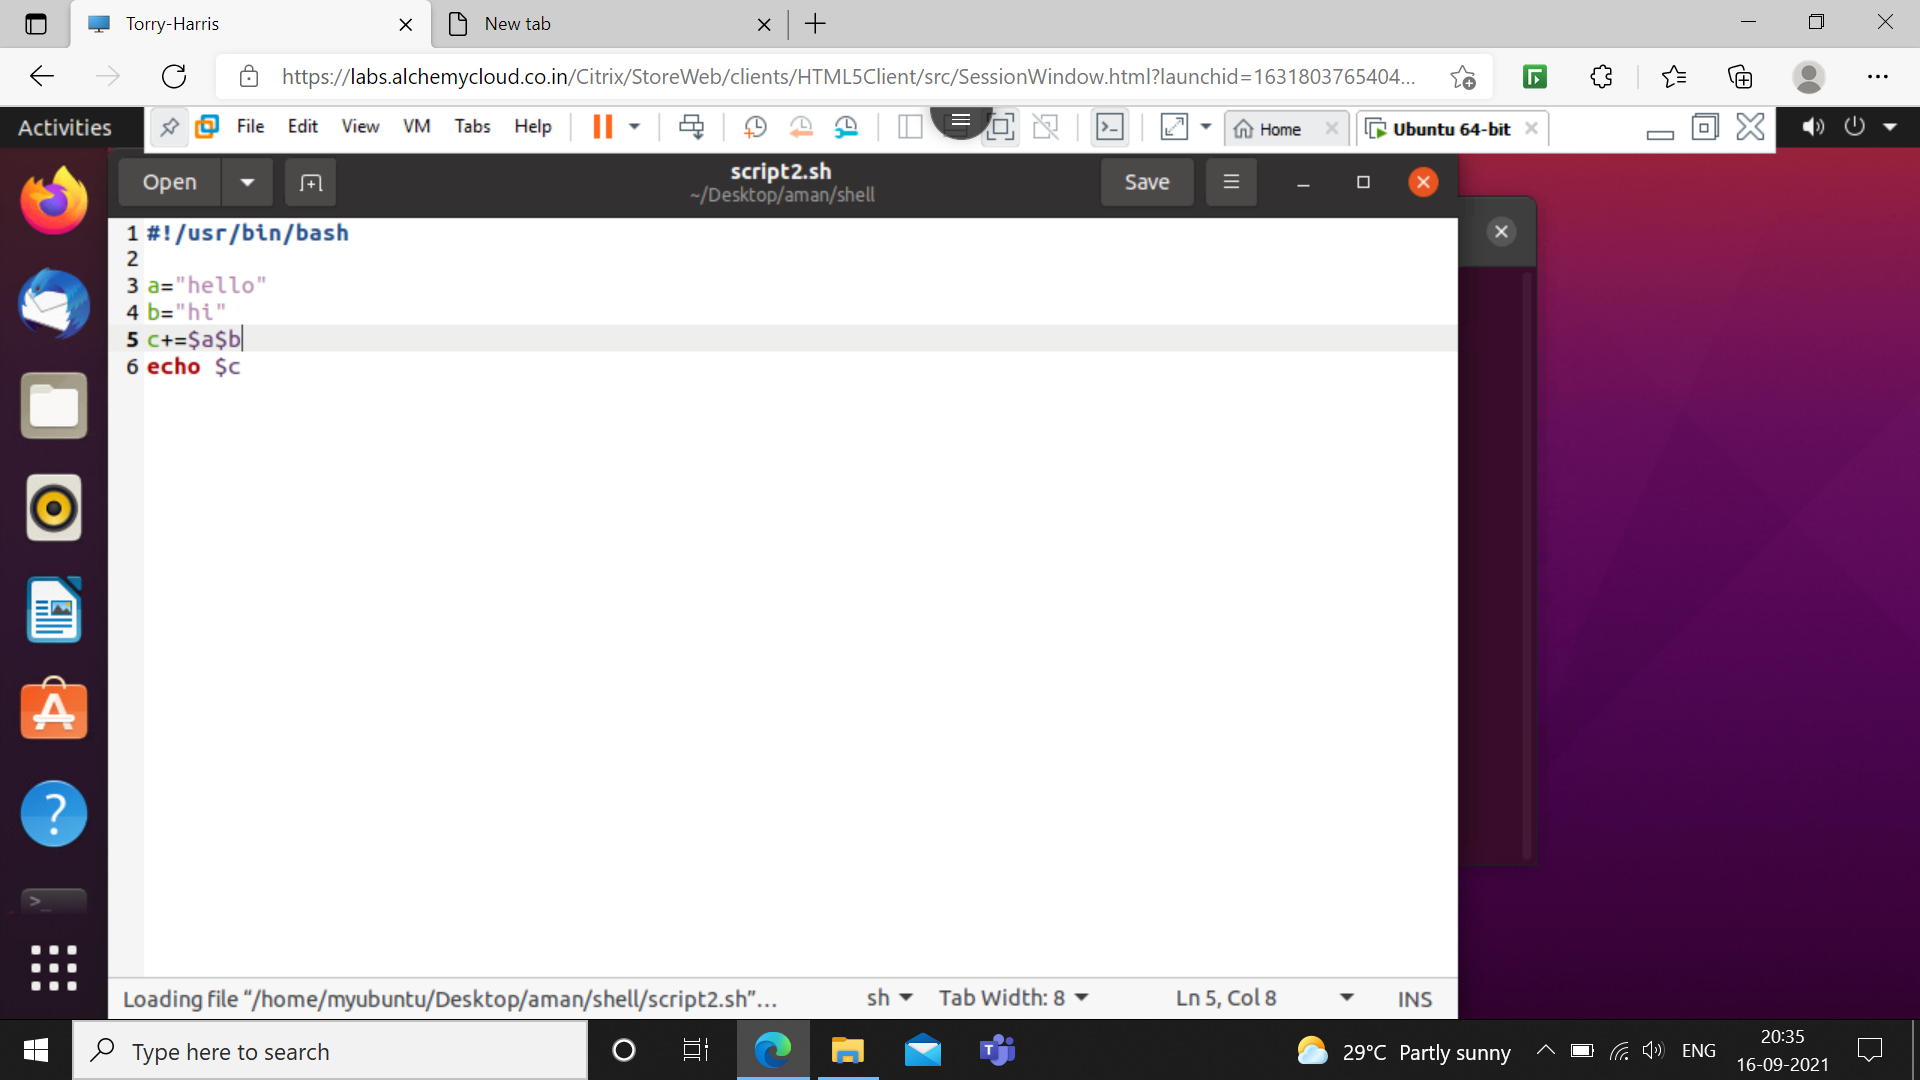 Torry-Harris
New tab
https://labs.alchemycloud.co.in/Citrix/StoreWeb/clients/HTML5Client/src/SessionWindow.html?launchid=1631803765404...
Activities
File Edit View VM Tabs Help
Home
Ubuntu 64-bit
Open
script2.sh
~/Desktop/aman/shell
Save
1 #!/usr/bin/bash
2
3 a="hello"
4 b="hi"
5 c+=$a$b
6 echo $c
Loading file “/home/myubuntu/Desktop/aman/shell/script2.sh”...
sh
Tab Width: 8
Ln 5, Col 8
INS
Type here to search
29°C Partly sunny
ENG
20:35
16-09-2021